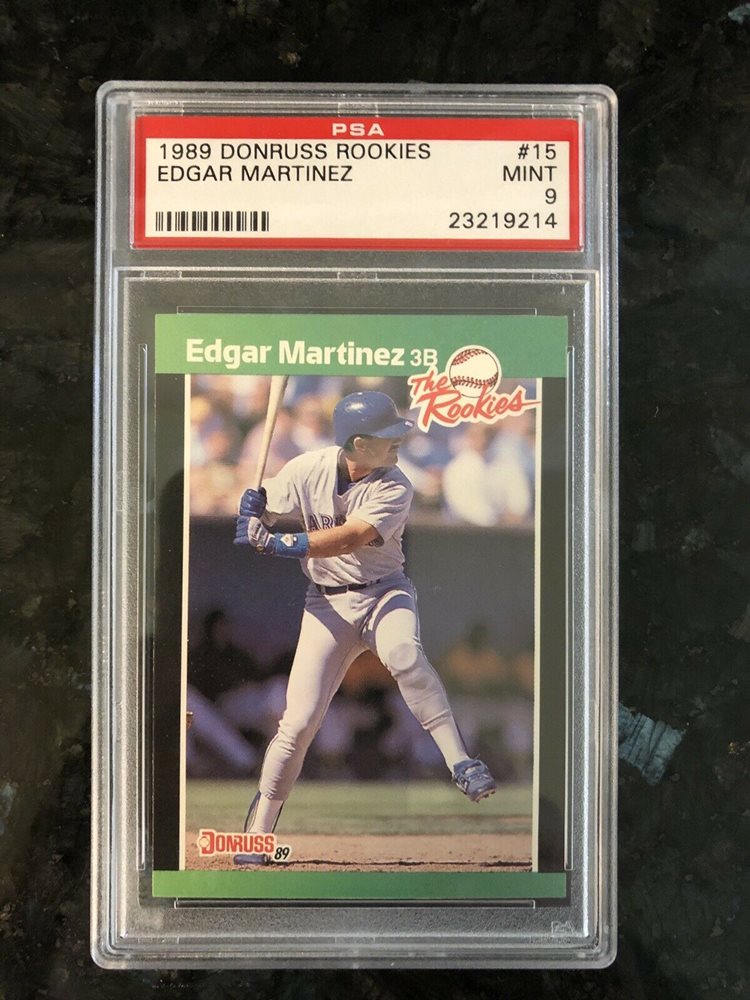 PSA
1989 DONRUSS ROOKIES #15
EDGAR MARTINEZ MINT
9
23219214
Edgar Martinez 3B
The
Rookies
DONRUSS 89